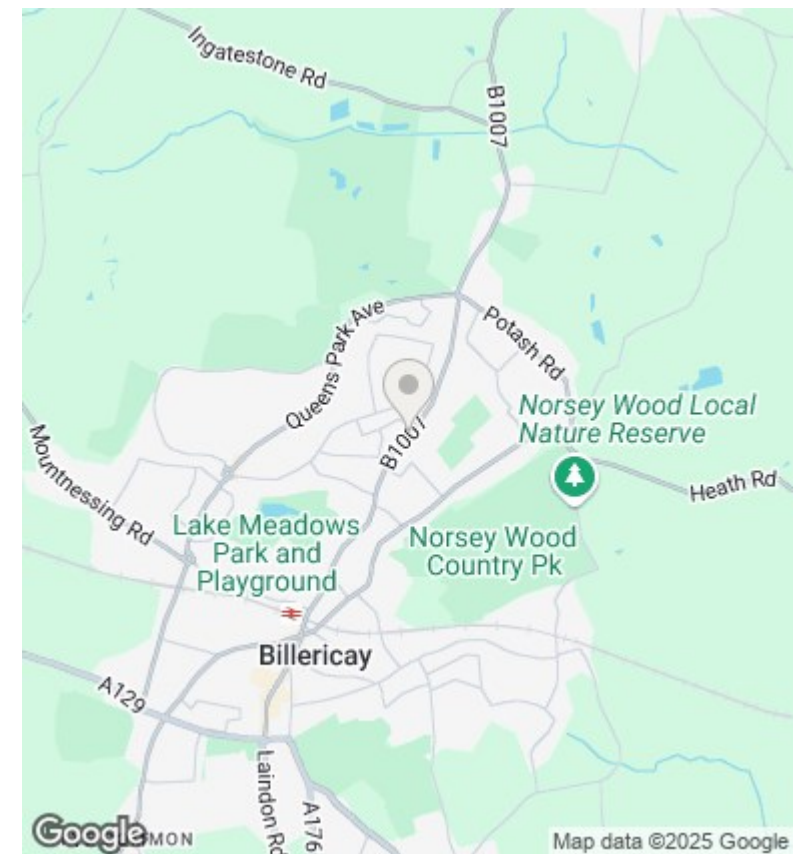 Ingatestone Rd
B1007
Queens Park Ave
Potash Rd
Norsey Wood Local
Nature Reserve
B1007
Mountnessing Rd
Heath Rd
Lake Meadows
Park and
Playground
Norsey Wood
Country Pk
Billericay
A129
Laindon Rd
A176
Google
MON
Map data ©2025 Google